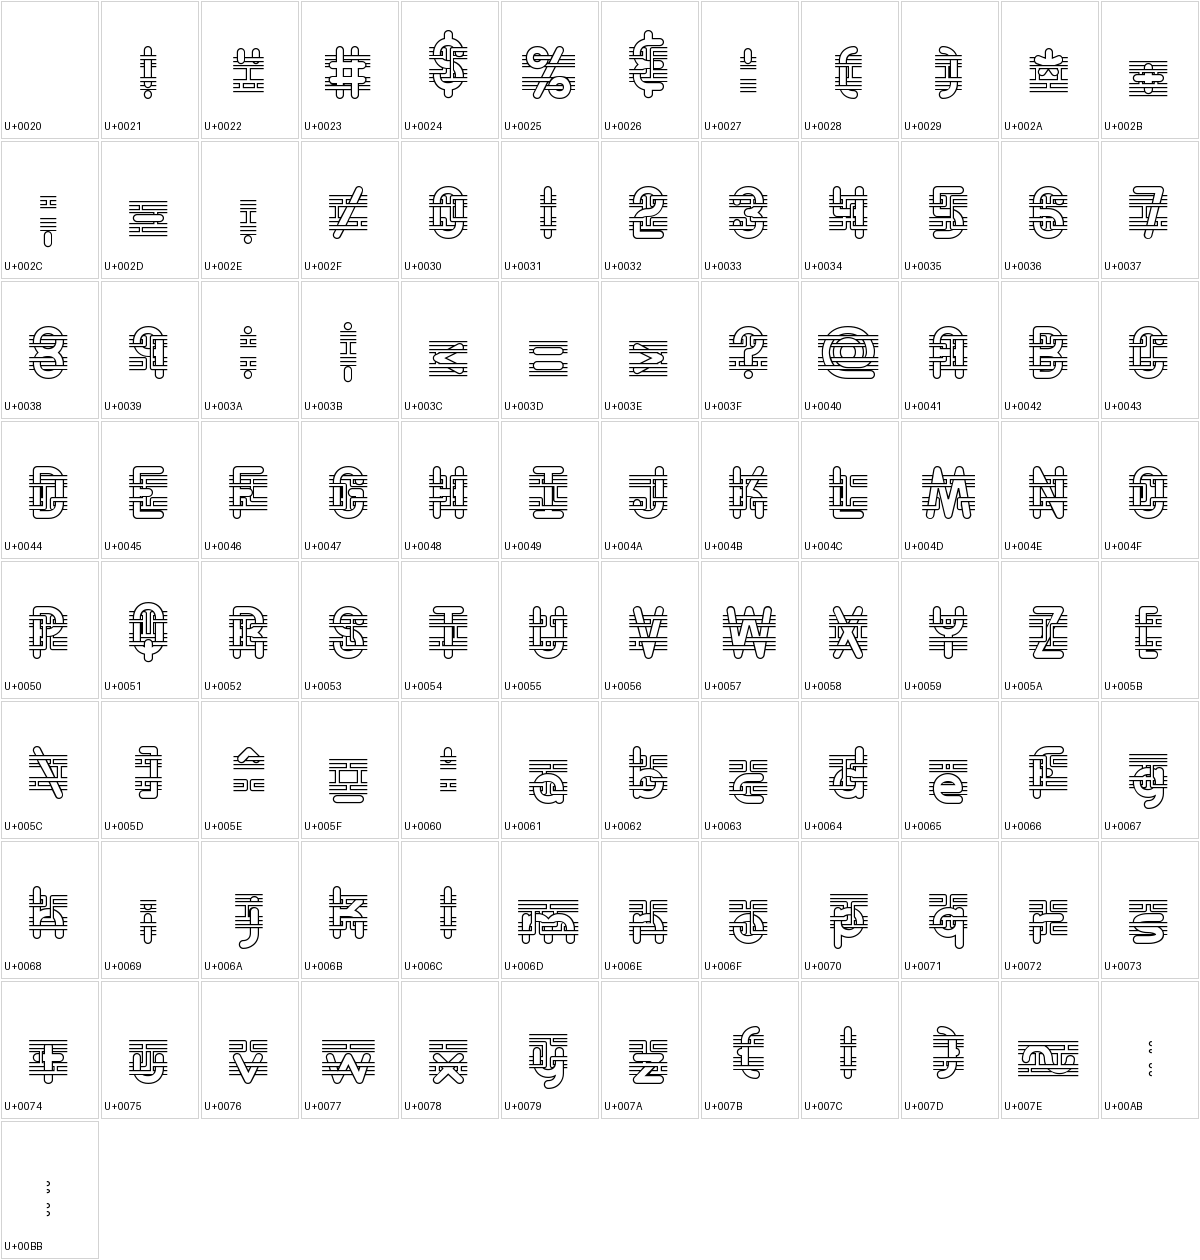 ! " # $ % & ' ( ) * +
U+0020 U+0021 U+0022 U+0023 U+0024 U+0025 U+0026 U+0027 U+0028 U+0029 U+002A U+002B
, - . / 0 1 2 3 4 5 6 7
U+002C U+002D U+002E U+002F U+0030 U+0031 U+0032 U+0033 U+0034 U+0035 U+0036 U+0037
8 9 : ; < = > ? @ A B C
U+0038 U+0039 U+003A U+003B U+003C U+003D U+003E U+003F U+0040 U+0041 U+0042 U+0043
D E F G H I J K L M N O
U+0044 U+0045 U+0046 U+0047 U+0048 U+0049 U+004A U+004B U+004C U+004D U+004E U+004F
P Q R S T U V W X Y Z [
U+0050 U+0051 U+0052 U+0053 U+0054 U+0055 U+0056 U+0057 U+0058 U+0059 U+005A U+005B
\ ] ^ _ ` a b c d e f g
U+005C U+005D U+005E U+005F U+0060 U+0061 U+0062 U+0063 U+0064 U+0065 U+0066 U+0067
h i j k l m n o p q r s
U+0068 U+0069 U+006A U+006B U+006C U+006D U+006E U+006F U+0070 U+0071 U+0072 U+0073
t u v w x y z { | } ~ «
U+0074 U+0075 U+0076 U+0077 U+0078 U+0079 U+007A U+007B U+007C U+007D U+007E U+00AB
»
U+00BB